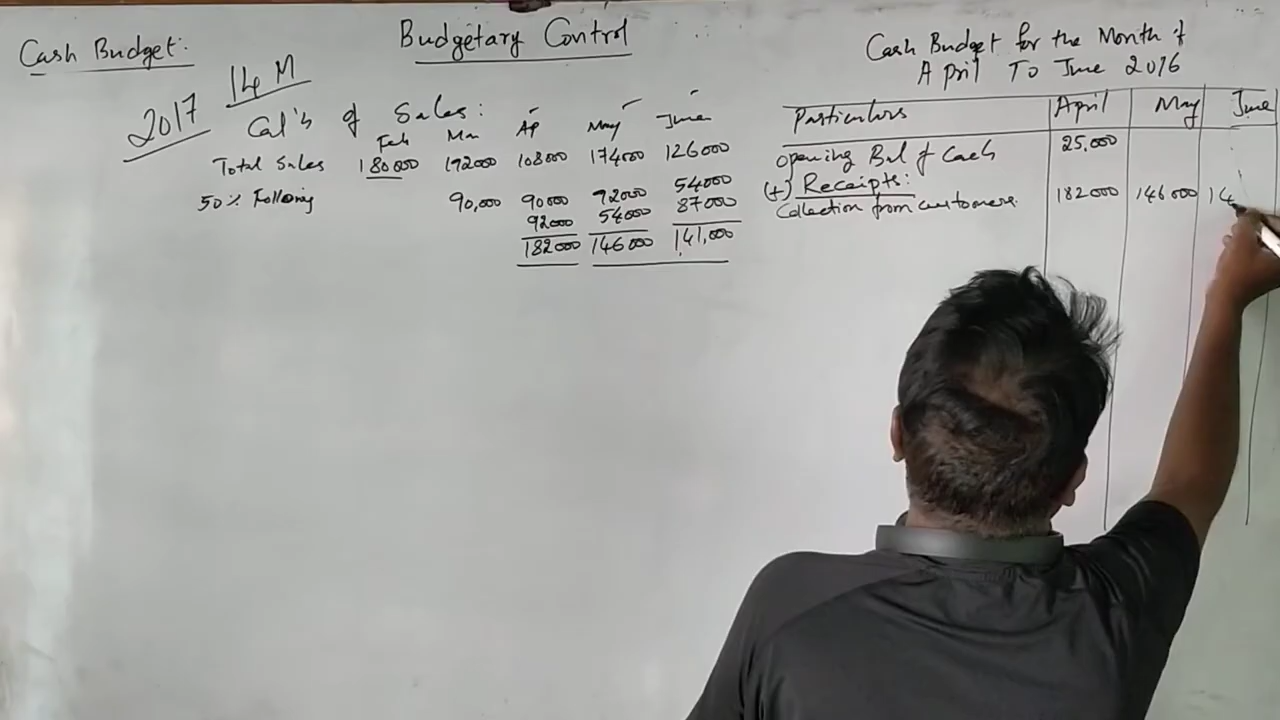 Cash Budget:
Budgetary Control
2017 14 M
Cal's of Sales:
Feb Mar Ap May June
Total Sales 180000 192000 108000 174000 126000
50% Following 90,000 90000 92000 54000
92000 54000 87000
182000 146000 141,000
Cash Budget for the Month of
April To June 2016
Particulars April May June
opening Bal of Cash 25,000
(+) Receipts:
Collection from customers. 182000 146000 14